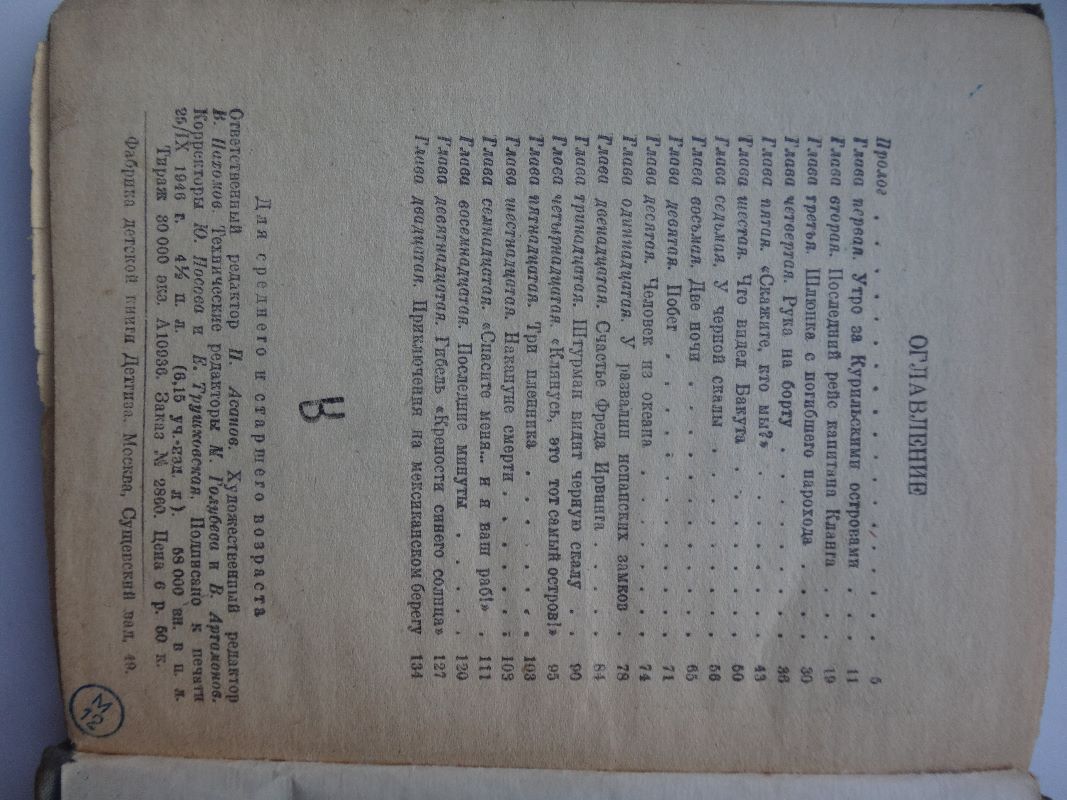 ОГЛАВЛЕНИЕ
Пролог . . . . . . . . . . . . . . . . 5
Глава первая. Утро за Курильскими островами . . 11
Глава вторая. Последний рейс капитана Кланга . . 19
Глава третья. Шлюпка с погибшего парохода . . . 30
Глава четвертая. Рука на борту . . . . . . . 36
Глава пятая. «Скажите, кто мы?» . . . . . . . 43
Глава шестая. Что видел Бакута . . . . . . . 50
Глава седьмая. У черной скалы . . . . . . . 56
Глава восьмая. Две ночи . . . . . . . . . 65
Глава девятая. Побег . . . . . . . . . . 71
Глава десятая. Человек из океана . . . . . . 74
Глава одиннадцатая. У развалин испанских замков . 78
Глава двенадцатая. Счастье Фреда Ирвинга . . . 84
Глава тринадцатая. Штурман видит черную скалу . . 90
Глава четырнадцатая. «Клянусь, это тот самый остров!» 95
Глава пятнадцатая. Три пленника . . . . . . 103
Глава шестнадцатая. Накануне смерти . . . . . 108
Глава семнадцатая. «Спасите меня... и я ваш раб!» . 111
Глава восемнадцатая. Последние минуты . . . . 120
Глава девятнадцатая. Гибель «Крепости синего солнца» 127
Глава двадцатая. Приключения на мексиканском берегу 134
Для среднего и старшего возраста
Ответственный редактор П. Асанов. Художественный редактор
В. Пахомов. Технические редакторы М. Голубева и В. Артамонов.
Корректоры Ю. Носова и Е. Трушковская. Подписано к печати
25/IX 1946 г. 4½ п. л. (6,15 уч.-изд. л). 58 000 зн. в п. л.
Тираж 30 000 экз. А10936. Заказ № 2860. Цена 6 р. 50 к.
Фабрика детской книги Детгиза. Москва, Сущевский вал, 49.
М
12